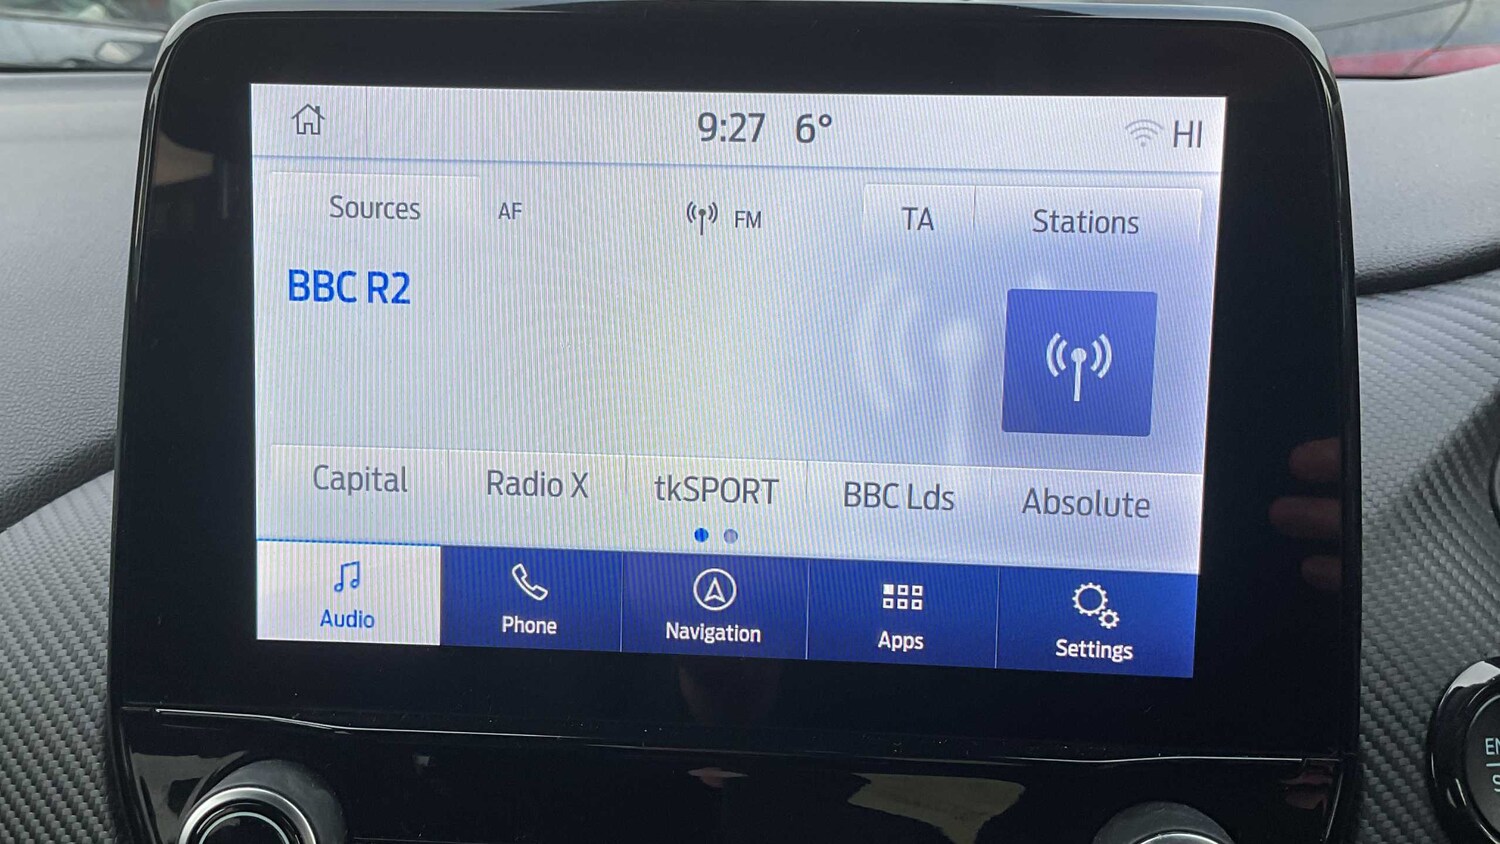 9:27 6° HI
Sources AF FM TA Stations
BBC R2
Capital Radio X tkSPORT BBC Lds Absolute
Audio Phone Navigation Apps Settings